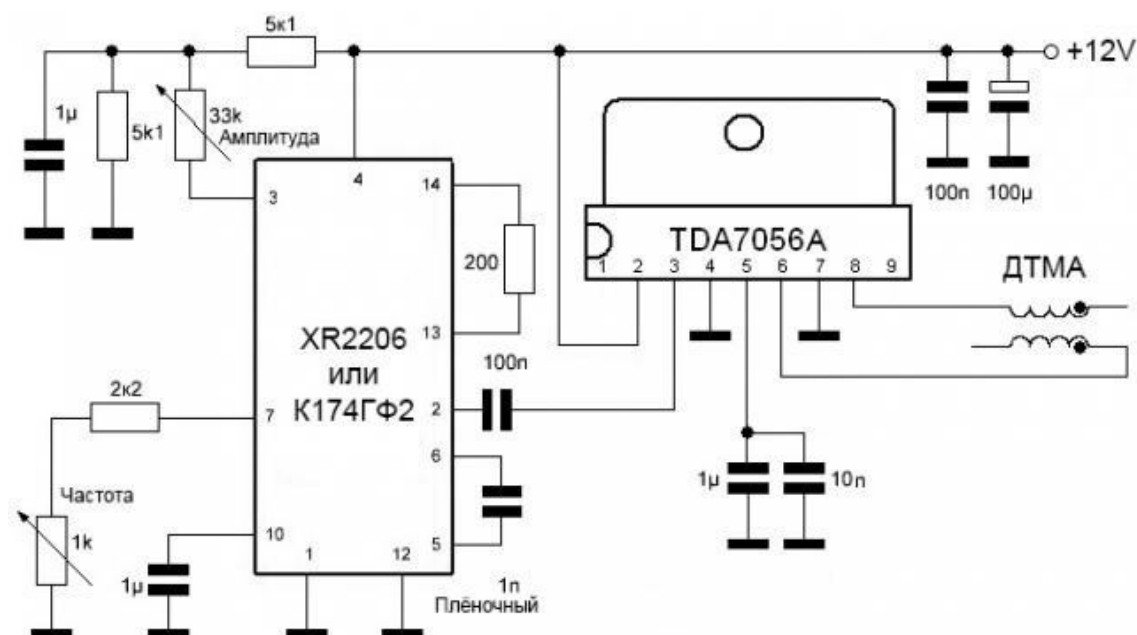 5к1
+12V
1µ
5k1
33k
Амплитуда
4
14
3
100n
100µ
TDA7056A
1 2 3 4 5 6 7 8 9
200
ДТМА
13
XR2206
или
К174ГФ2
100n
2к2
7
2
6
1µ
10n
Частота
1k
10
5
1µ
1
12
1n
Плёночный